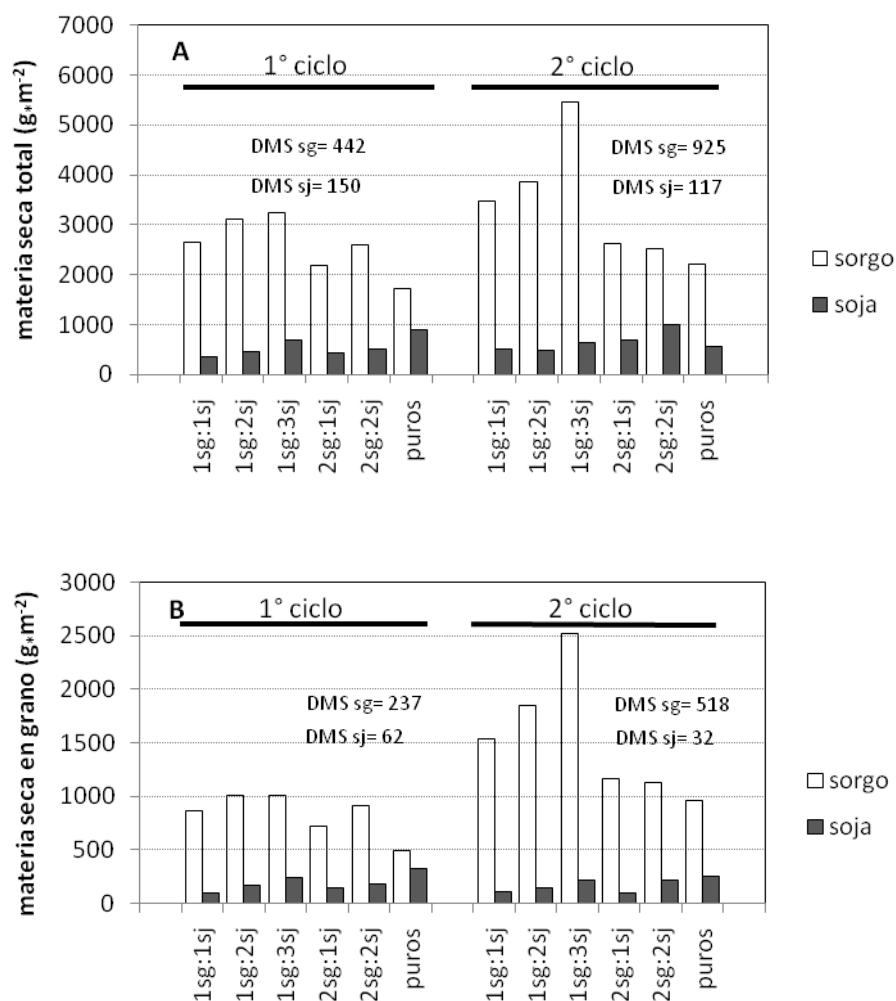 A
1° ciclo
2° ciclo
DMS sg= 442
DMS sj= 150
DMS sg= 925
DMS sj= 117
materia seca total (g*m-2)
7000
6000
5000
4000
3000
2000
1000
0
1sg:1sj
1sg:2sj
1sg:3sj
2sg:1sj
2sg:2sj
puros
1sg:1sj
1sg:2sj
1sg:3sj
2sg:1sj
2sg:2sj
puros
sorgo
soja
B
1° ciclo
2° ciclo
DMS sg= 237
DMS sj= 62
DMS sg= 518
DMS sj= 32
materia seca en grano (g*m-2)
3000
2500
2000
1500
1000
500
0
1sg:1sj
1sg:2sj
1sg:3sj
2sg:1sj
2sg:2sj
puros
1sg:1sj
1sg:2sj
1sg:3sj
2sg:1sj
2sg:2sj
puros
sorgo
soja